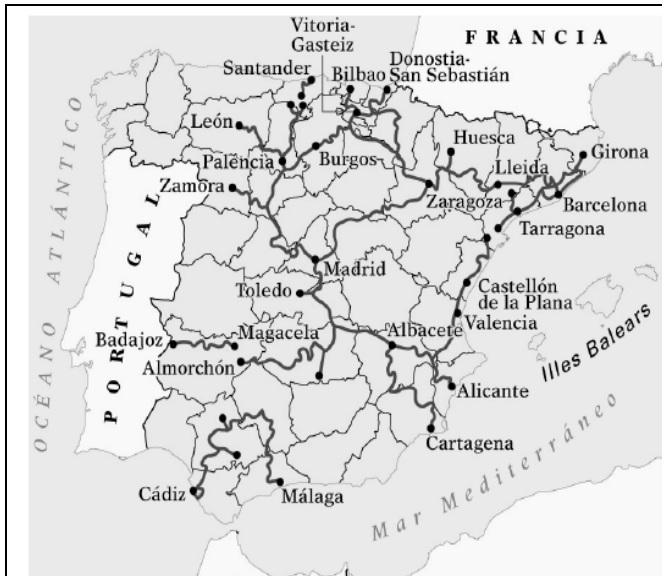 Vitoria-
Gasteiz
FRANCIA
Donostia-
San Sebastián
Santander
Bilbao
León
Huesca
Lleida
Girona
Palencia
Burgos
Zamora
Zaragoza
Barcelona
Tarragona
Madrid
Toledo
Castellón
de la Plana
Badajoz
Magacela
Albacete
Valencia
Almorchón
Illes Balears
Alicante
Cartagena
Cádiz
Málaga
OCÉANO ATLÁNTICO
PORTUGAL
Mar Mediterráneo